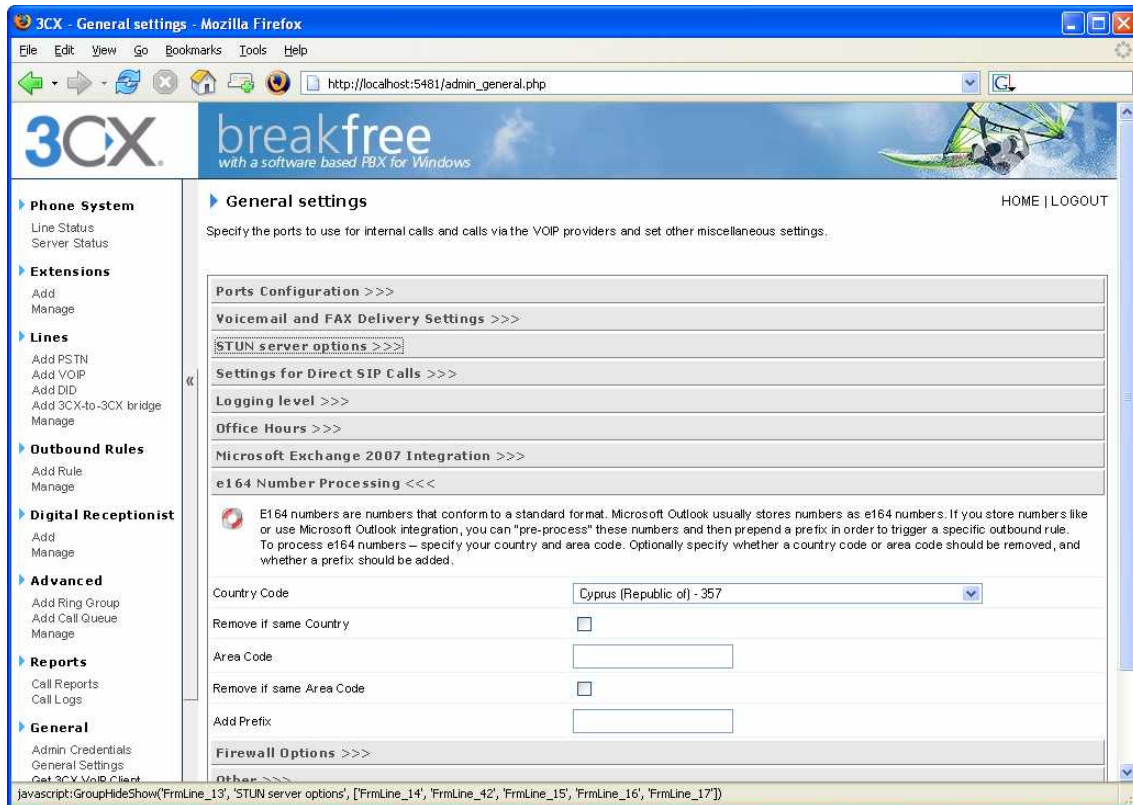 3CX - General settings - Mozilla Firefox
File Edit View Go Bookmarks Tools Help
http://localhost:5481/admin_general.php
G
3CX.
breakfree
with a software based PBX for Windows
General settings
HOME | LOGOUT
Specify the ports to use for internal calls and calls via the VOIP providers and set other miscellaneous settings.
Phone System
Line Status
Server Status
Extensions
Add
Manage
Lines
Add PSTN
Add VOIP
Add DID
Add 3CX-to-3CX bridge
Manage
Outbound Rules
Add Rule
Manage
Digital Receptionist
Add
Manage
Advanced
Add Ring Group
Add Call Queue
Manage
Reports
Call Reports
Call Logs
General
Admin Credentials
General Settings
Get 3CX VoIP Client
«
Ports Configuration >>>
Voicemail and FAX Delivery Settings >>>
STUN server options >>>
Settings for Direct SIP Calls >>>
Logging level >>>
Office Hours >>>
Microsoft Exchange 2007 Integration >>>
e164 Number Processing <<<
E164 numbers are numbers that conform to a standard format. Microsoft Outlook usually stores numbers as e164 numbers. If you store numbers like
or use Microsoft Outlook integration, you can "pre-process" these numbers and then prepend a prefix in order to trigger a specific outbound rule.
To process e164 numbers – specify your country and area code. Optionally specify whether a country code or area code should be removed, and
whether a prefix should be added.
Country Code
Cyprus (Republic of) - 357
Remove if same Country
Area Code
Remove if same Area Code
Add Prefix
Firewall Options >>>
Other >>>
javascript:GroupHideShow('FrmLine_13', 'STUN server options', ['FrmLine_14', 'FrmLine_42', 'FrmLine_15', 'FrmLine_16', 'FrmLine_17'])